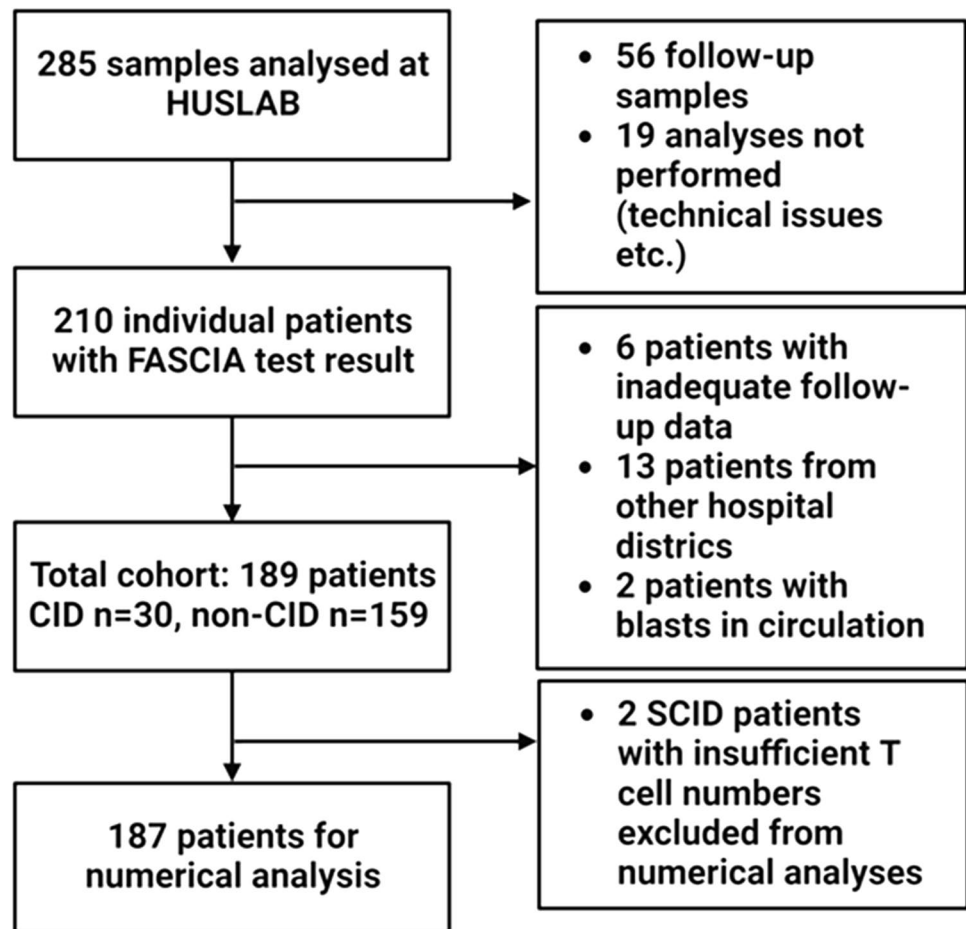 285 samples analysed at
HUSLAB
• 56 follow-up
samples
• 19 analyses not
performed
(technical issues
etc.)
210 individual patients
with FASCIA test result
• 6 patients with
inadequate follow-
up data
• 13 patients from
other hospital
districs
• 2 patients with
blasts in circulation
Total cohort: 189 patients
CID n=30, non-CID n=159
• 2 SCID patients
with insufficient T
cell numbers
excluded from
numerical analyses
187 patients for
numerical analysis